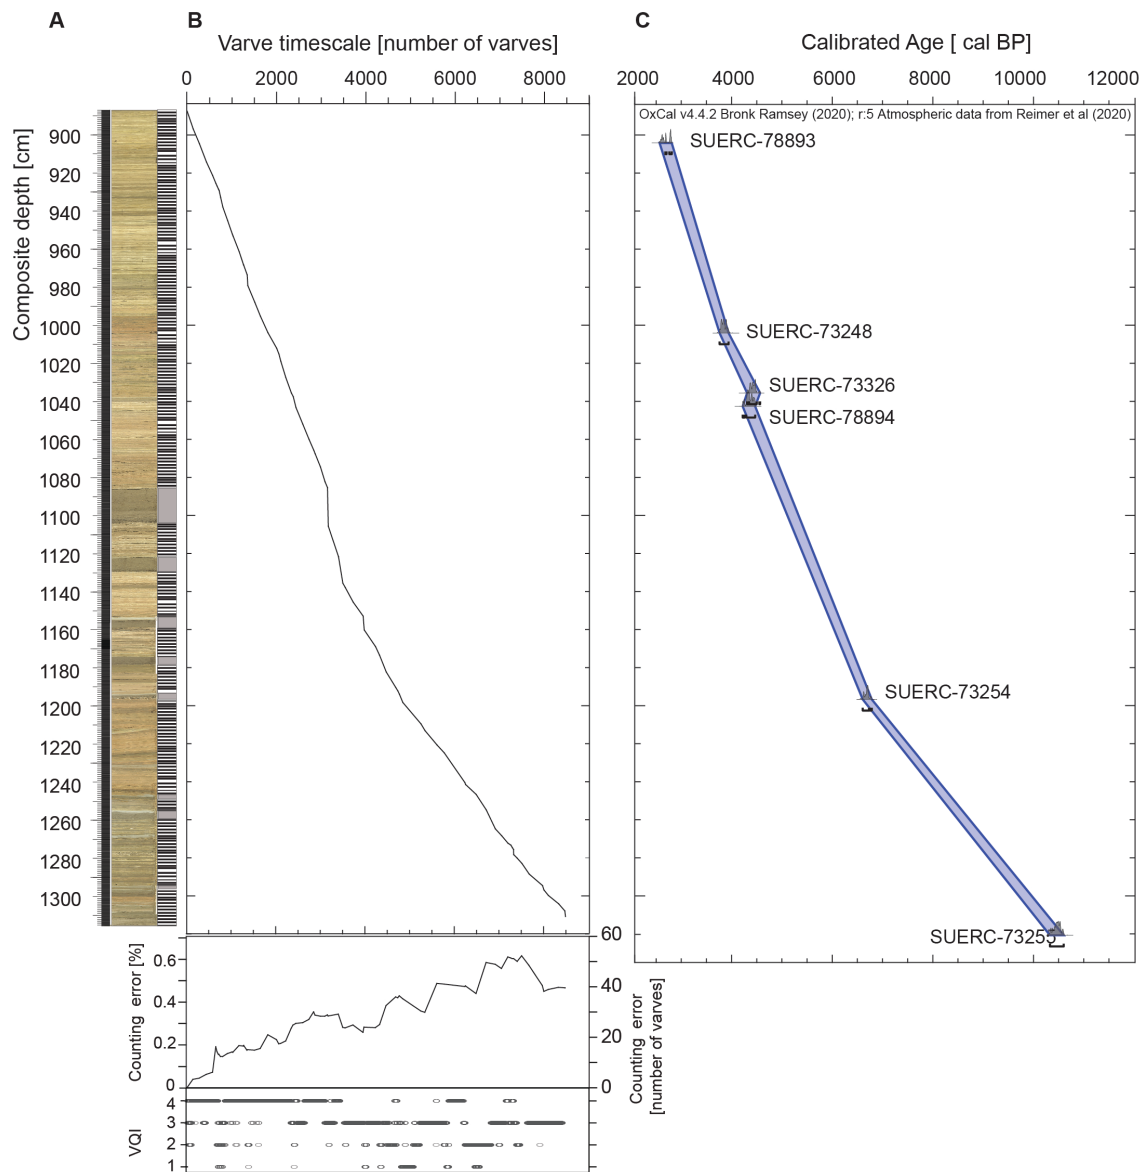 A
B
C
Varve timescale [number of varves]
Calibrated Age [ cal BP]
0 2000 4000 6000 8000
2000 4000 6000 8000 10000 12000
OxCal v4.4.2 Bronk Ramsey (2020); r:5 Atmospheric data from Reimer et al (2020)
Composite depth [cm]
900
920
940
960
980
1000
1020
1040
1060
1080
1100
1120
1140
1160
1180
1200
1220
1240
1260
1280
1300
SUERC-78893
SUERC-73248
SUERC-73326
SUERC-78894
SUERC-73254
SUERC-73255
Counting error [%]
0.6
0.4
0.2
0
60
40
20
0
Counting error
[number of varves]
VQI
4
3
2
1